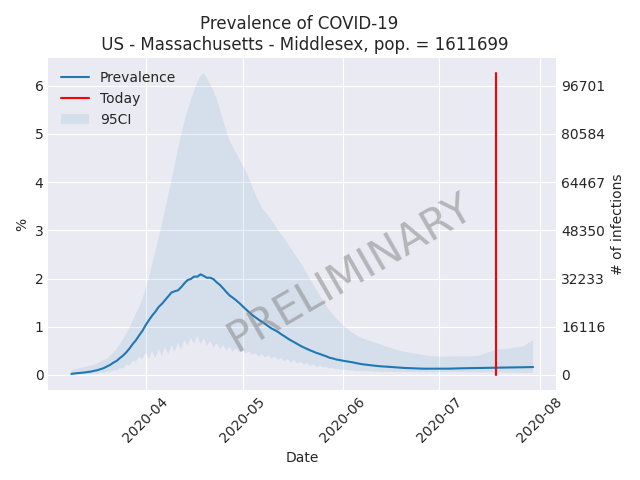 Prevalence of COVID-19
US - Massachusetts - Middlesex, pop. = 1611699
Prevalence
Today
95CI
6
5
4
3
2
1
0
%
96701
80584
64467
48350
32233
16116
0
# of infections
PRELIMINARY
2020-04
2020-05
2020-06
2020-07
2020-08
Date